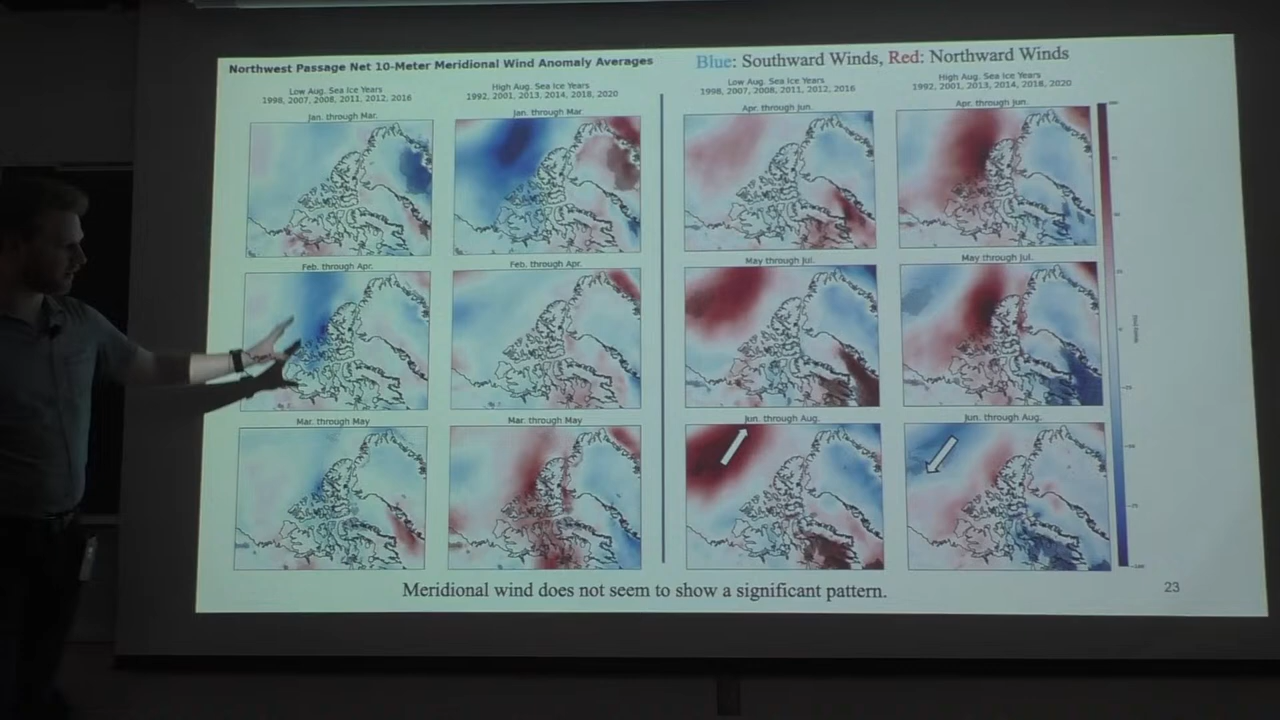 Northwest Passage Net 10-Meter Meridional Wind Anomaly Averages
Blue: Southward Winds, Red: Northward Winds
Low Aug. Sea Ice Years
1998, 2007, 2008, 2011, 2012, 2016
High Aug. Sea Ice Years
1992, 2001, 2013, 2014, 2018, 2020
Low Aug. Sea Ice Years
1998, 2007, 2008, 2011, 2012, 2016
High Aug. Sea Ice Years
1992, 2001, 2013, 2014, 2018, 2020
Jan. through Mar.
Jan. through Mar.
Apr. through Jun.
Apr. through Jun.
Feb. through Apr.
Feb. through Apr.
May through Jul.
May through Jul.
Mar. through May
Mar. through May
Jun. through Aug.
Jun. through Aug.
Meridional wind does not seem to show a significant pattern.
23